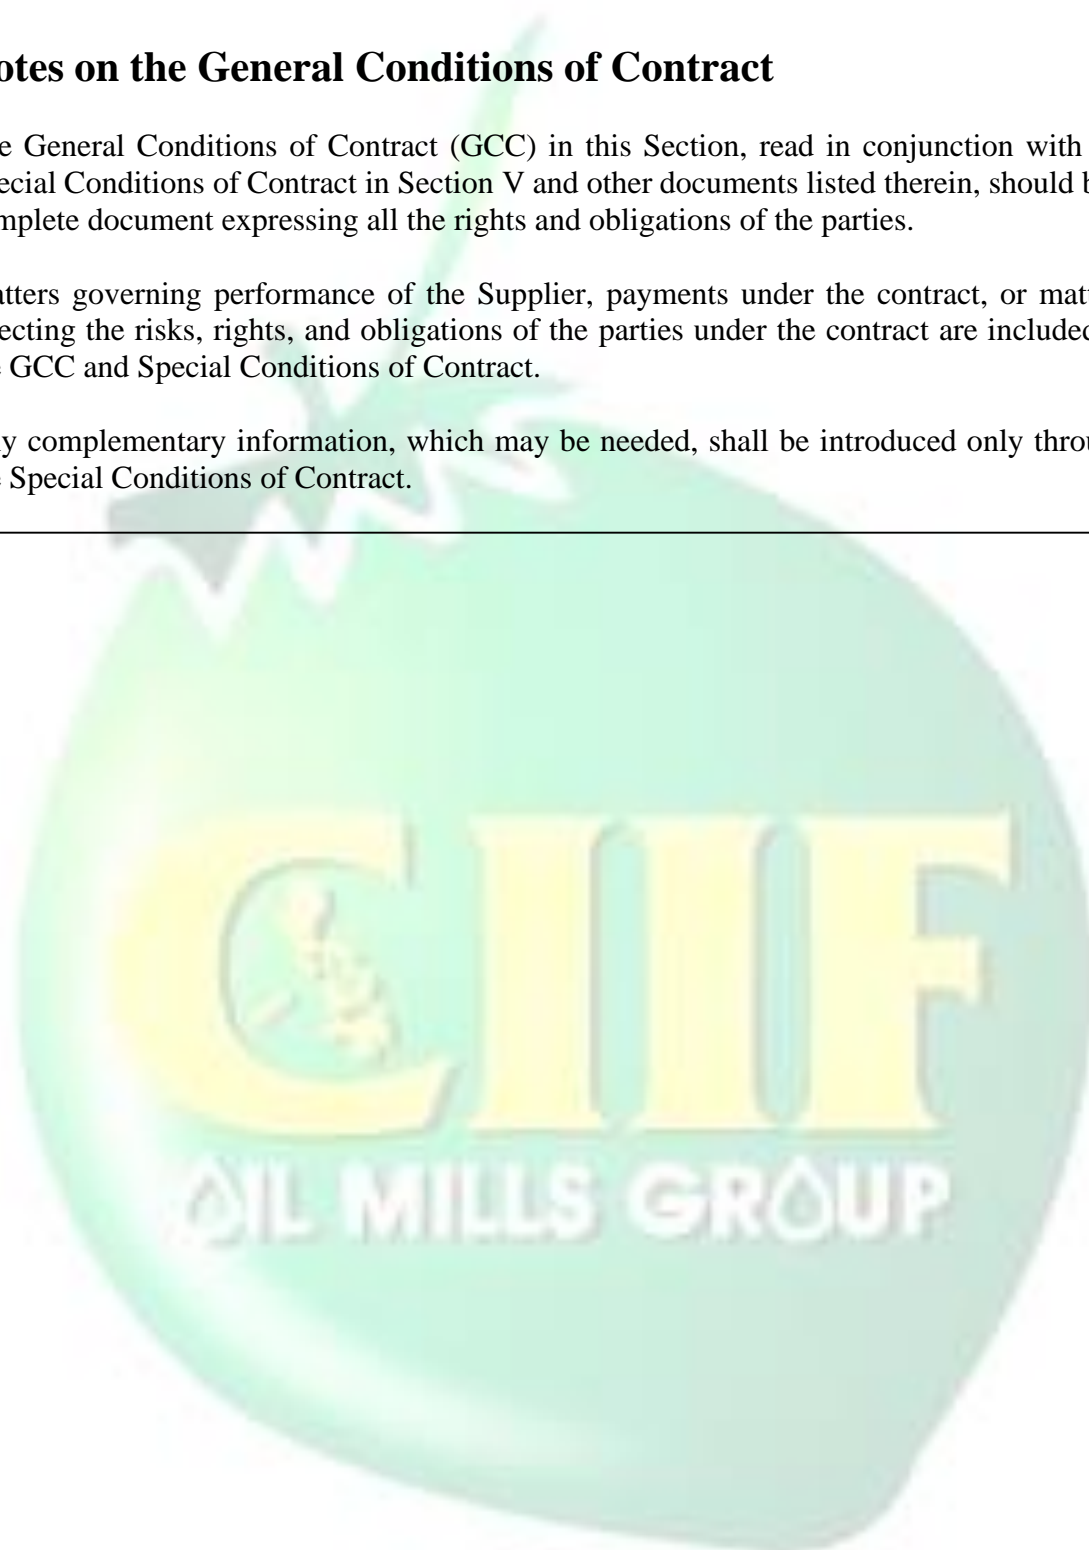 otes on the General Conditions of Contract
e General Conditions of Contract (GCC) in this Section, read in conjunction with
ecial Conditions of Contract in Section V and other documents listed therein, should b
mplete document expressing all the rights and obligations of the parties.
atters governing performance of the Supplier, payments under the contract, or matt
ecting the risks, rights, and obligations of the parties under the contract are included
e GCC and Special Conditions of Contract.
y complementary information, which may be needed, shall be introduced only throu
e Special Conditions of Contract.
CIIF
OIL MILLS GROUP